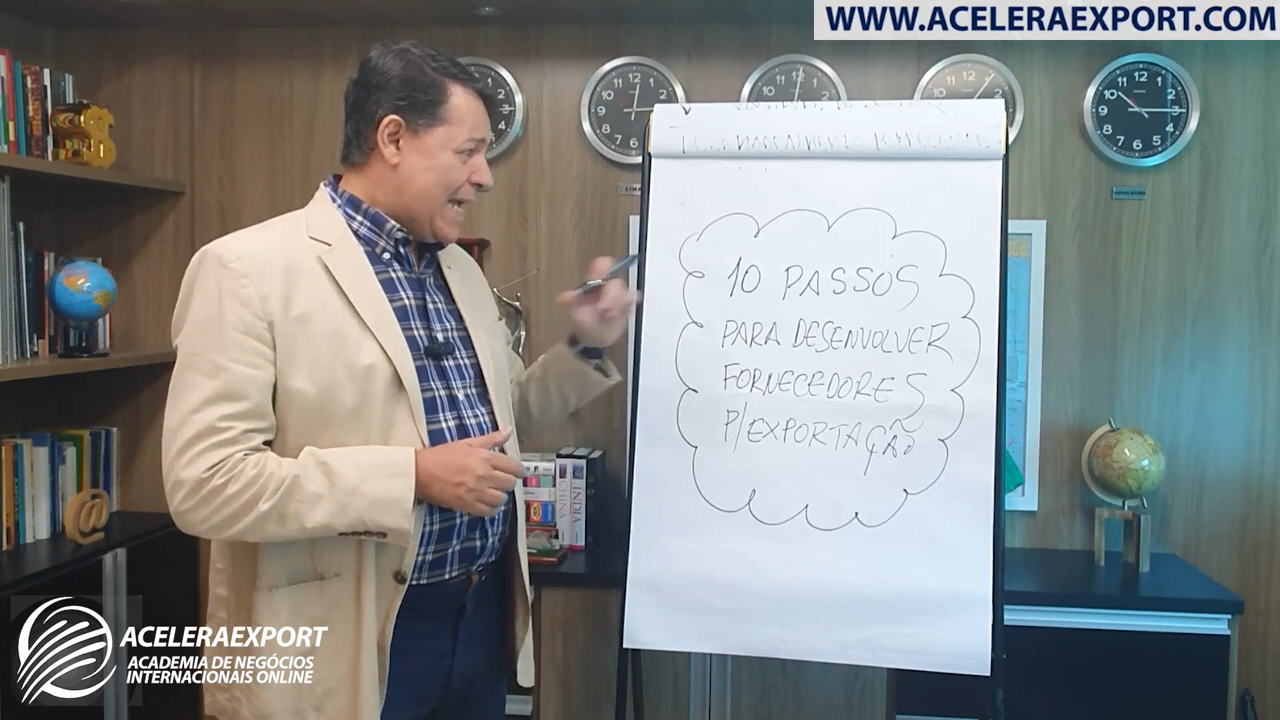 WWW.ACELERAEXPORT.COM
10 PASSOS
PARA DESENVOLVER
FORNECEDORES
P/EXPORTAÇÃO
CHINA
INDIA
@
ACELERAEXPORT
ACADEMIA DE NEGÓCIOS
INTERNACIONAIS ONLINE